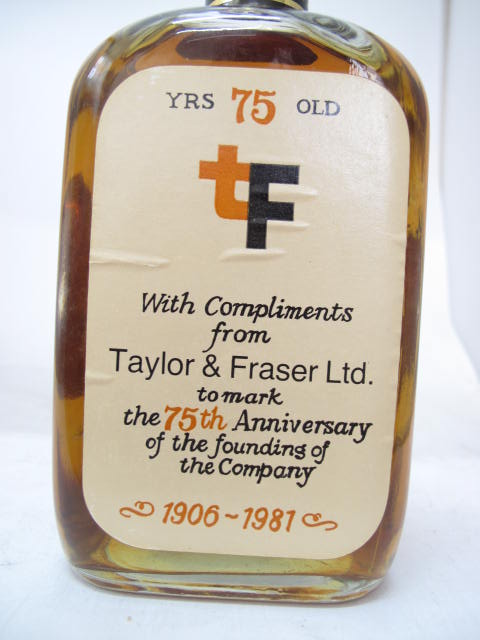 YRS 75 OLD
tF
With Compliments
from
Taylor & Fraser Ltd.
to mark
the 75th Anniversary
of the founding of
the Company
1906~1981